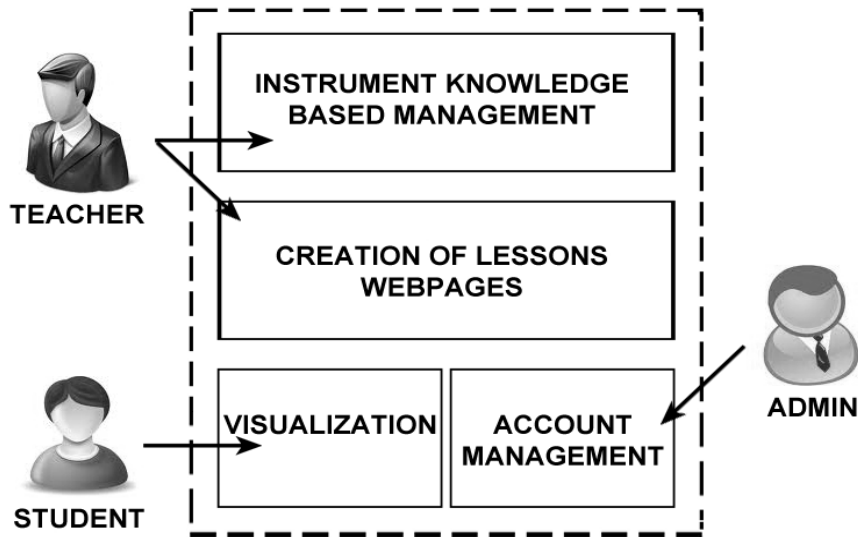 INSTRUMENT KNOWLEDGE
BASED MANAGEMENT
TEACHER
CREATION OF LESSONS
WEBPAGES
VISUALIZATION
ACCOUNT
MANAGEMENT
ADMIN
STUDENT